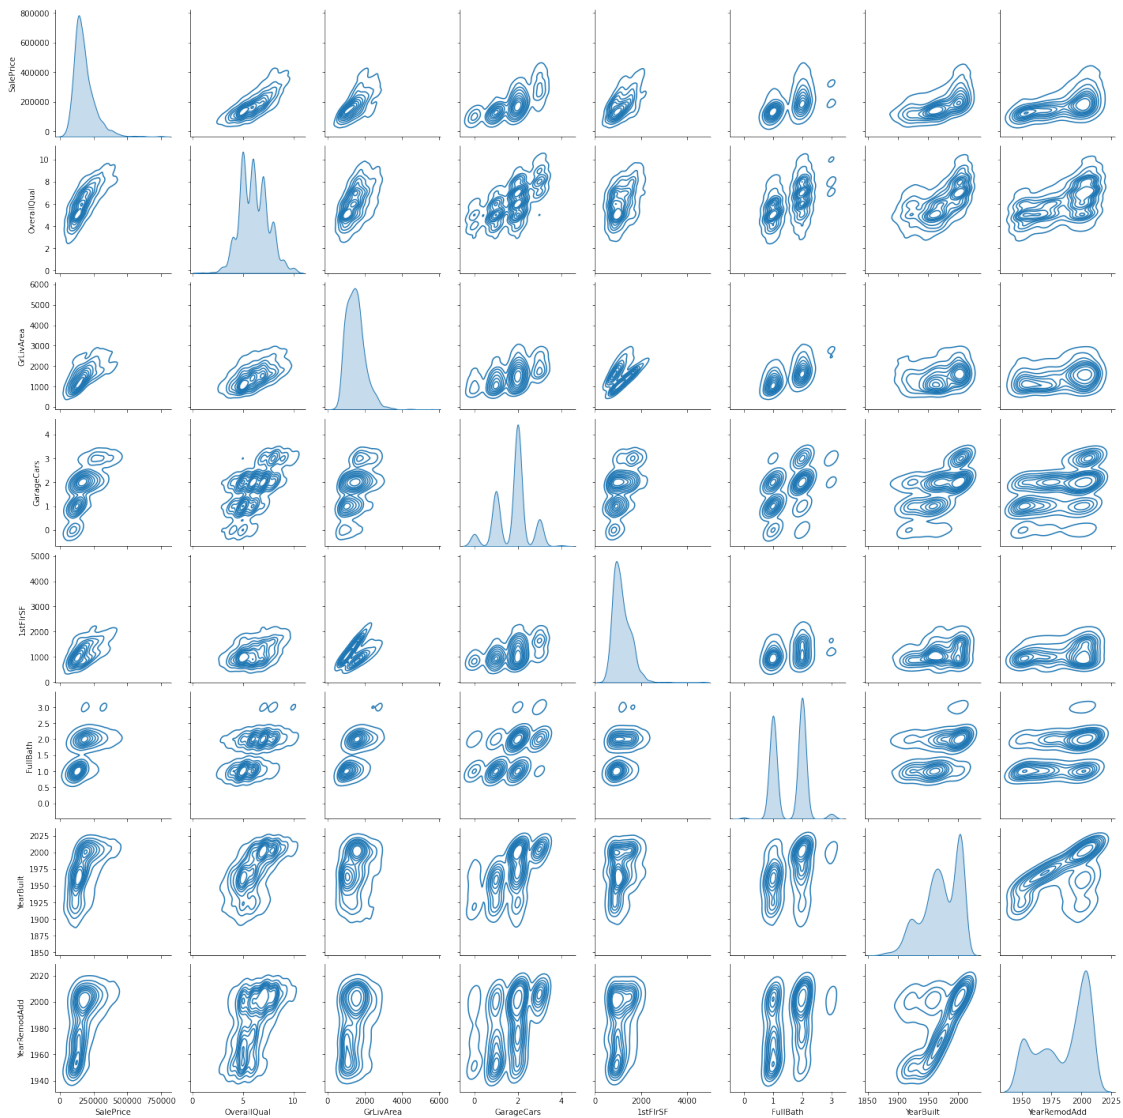 800000
600000
400000
200000
0
SalePrice
10
8
6
4
2
0
OverallQual
6000
5000
4000
3000
2000
1000
0
GrLivArea
4
3
2
1
0
GarageCars
5000
4000
3000
2000
1000
0
1stFlrSF
3.0
2.5
2.0
1.5
1.0
0.5
0.0
FullBath
2025
2000
1975
1950
1925
1900
1875
1850
YearBuilt
2020
2000
1980
1960
1940
YearRemodAdd
0 250000 500000 750000
SalePrice
0 5 10
OverallQual
0 2000 4000 6000
GrLivArea
0 2 4
GarageCars
0 2000 4000
1stFlrSF
0 1 2 3
FullBath
1850 1900 1950 2000
YearBuilt
1950 1975 2000 2025
YearRemodAdd